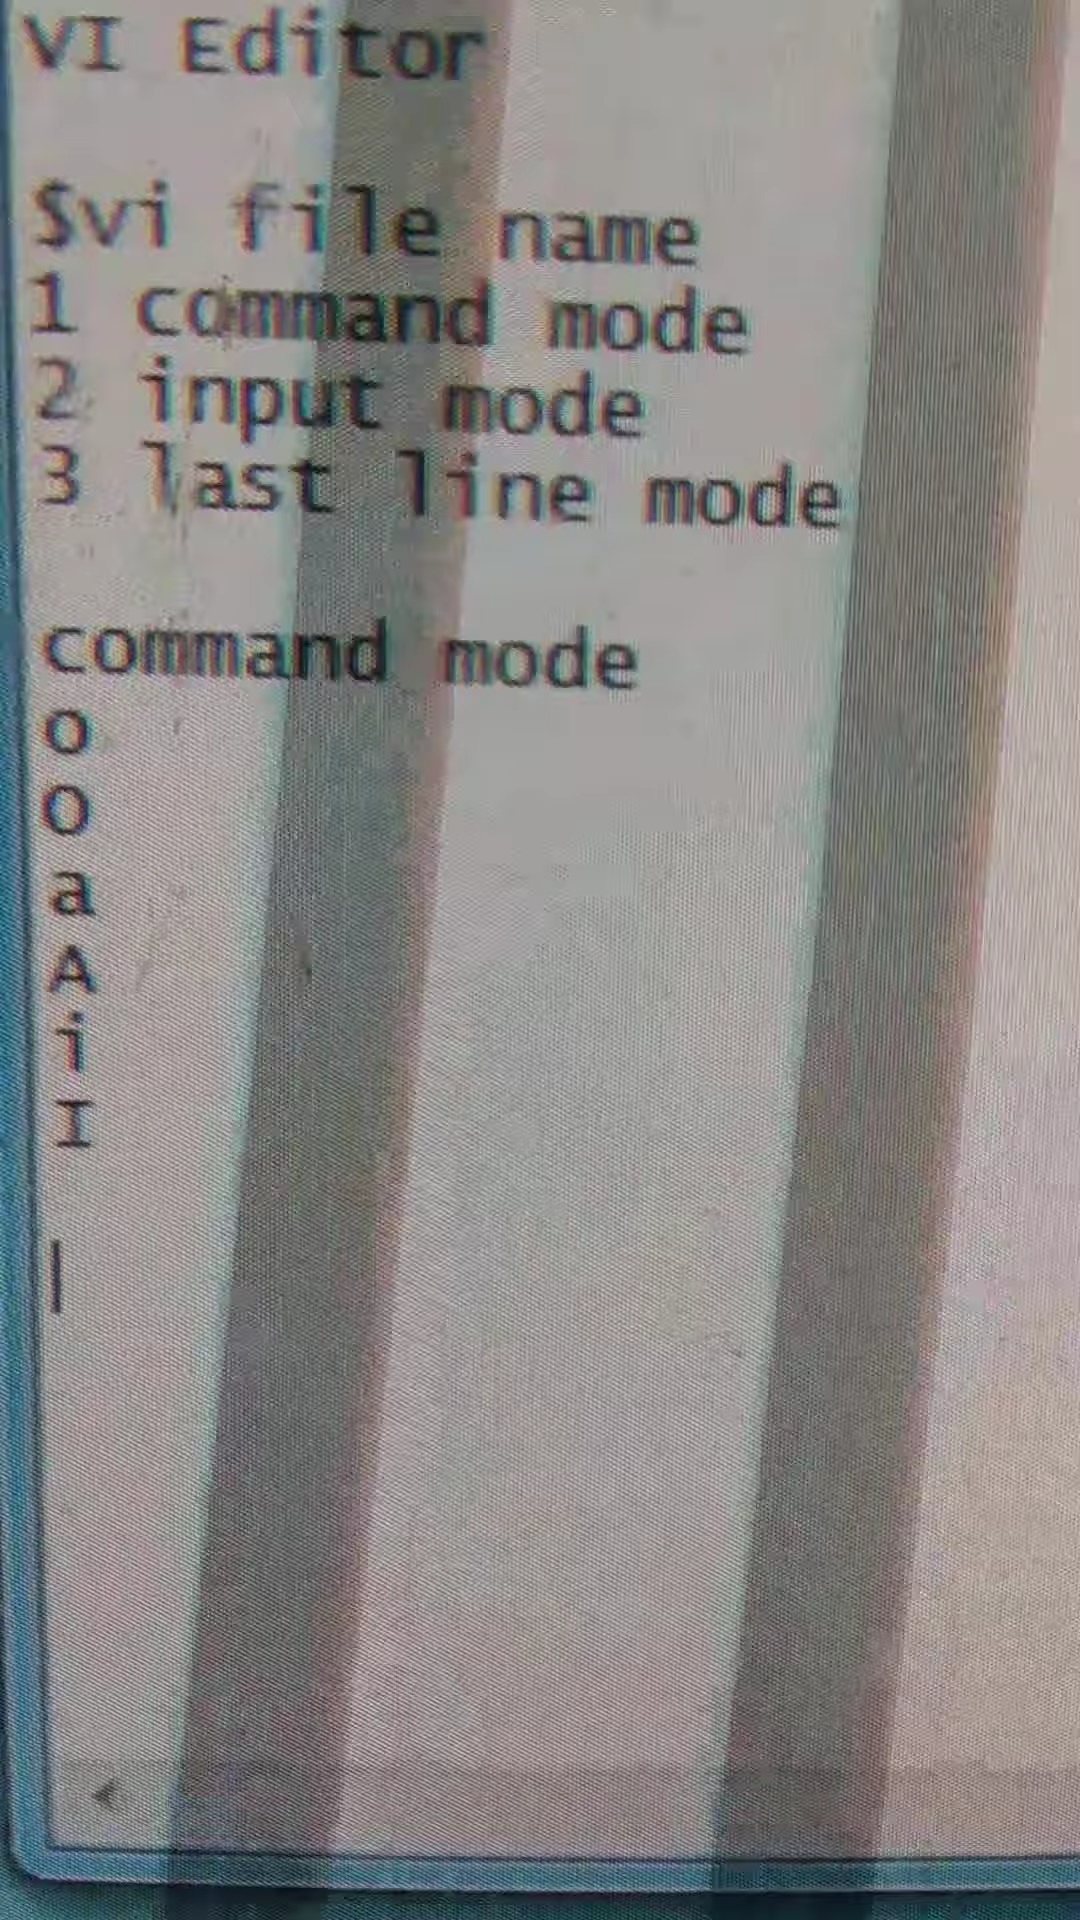 VI Editor
$vi file name
1 command mode
2 input mode
3 last line mode
command mode
o
O
a
A
i
I